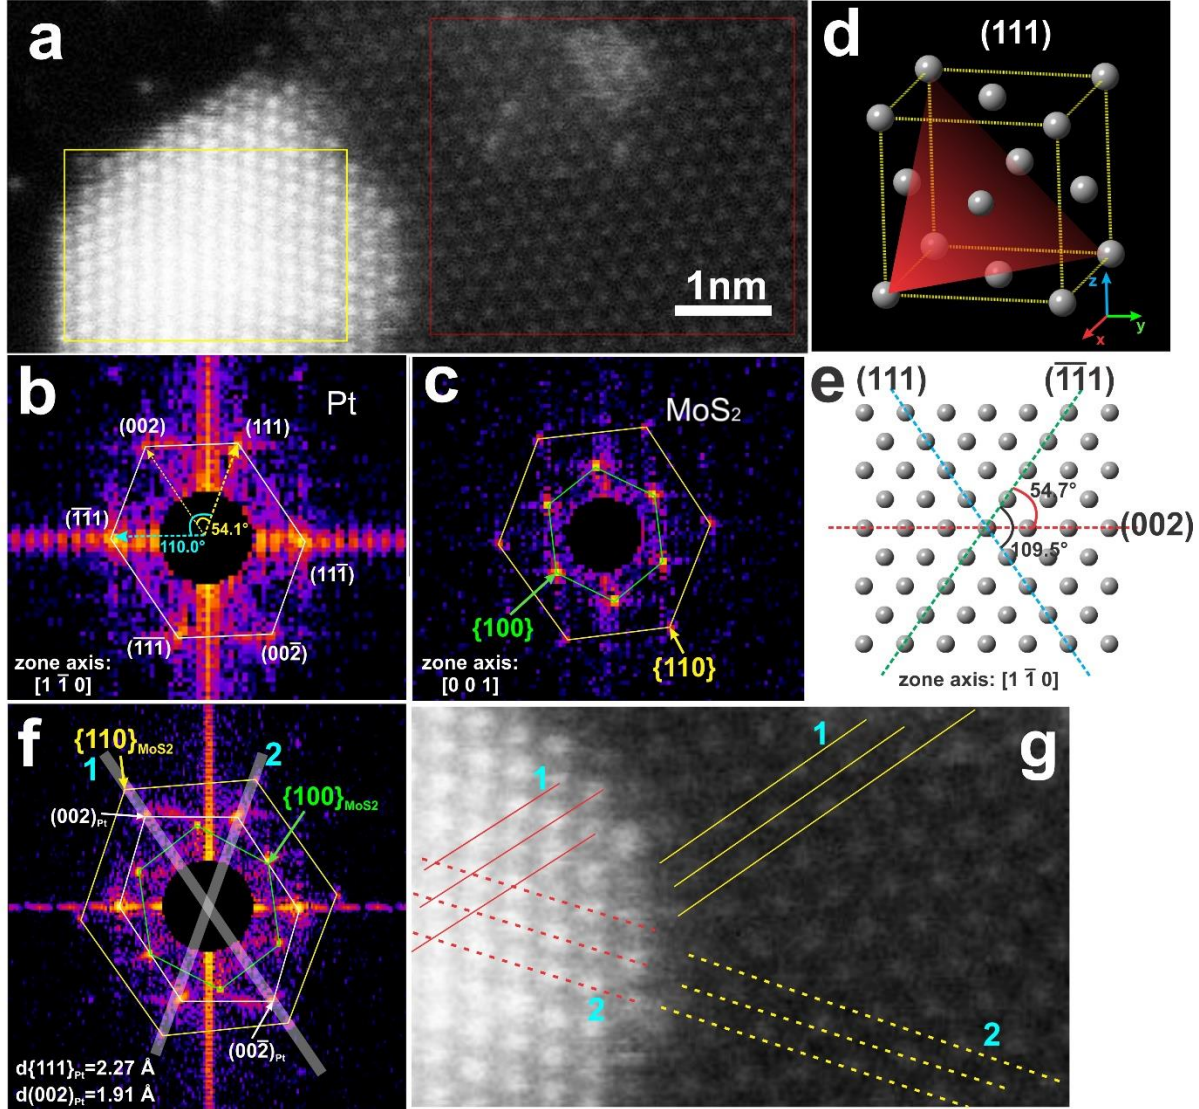 a
1nm
d
(111)
z
y
x
b
Pt
(002)
(111)
(1̅1̅1)
54.1°
110.0°
(111̅)
(1̅1̅1̅)
(002̅)
zone axis:
[1 1̅ 0]
c
MoS₂
{100}
{110}
zone axis:
[0 0 1]
e
(111)
(1̅1̅1)
54.7°
(002)
109.5°
zone axis: [1 1̅ 0]
f
{110}MoS2
1
2
{100}MoS2
(002)Pt
(002̅)Pt
d{111}Pt=2.27 Å
d(002)Pt=1.91 Å
g
1
1
2
2